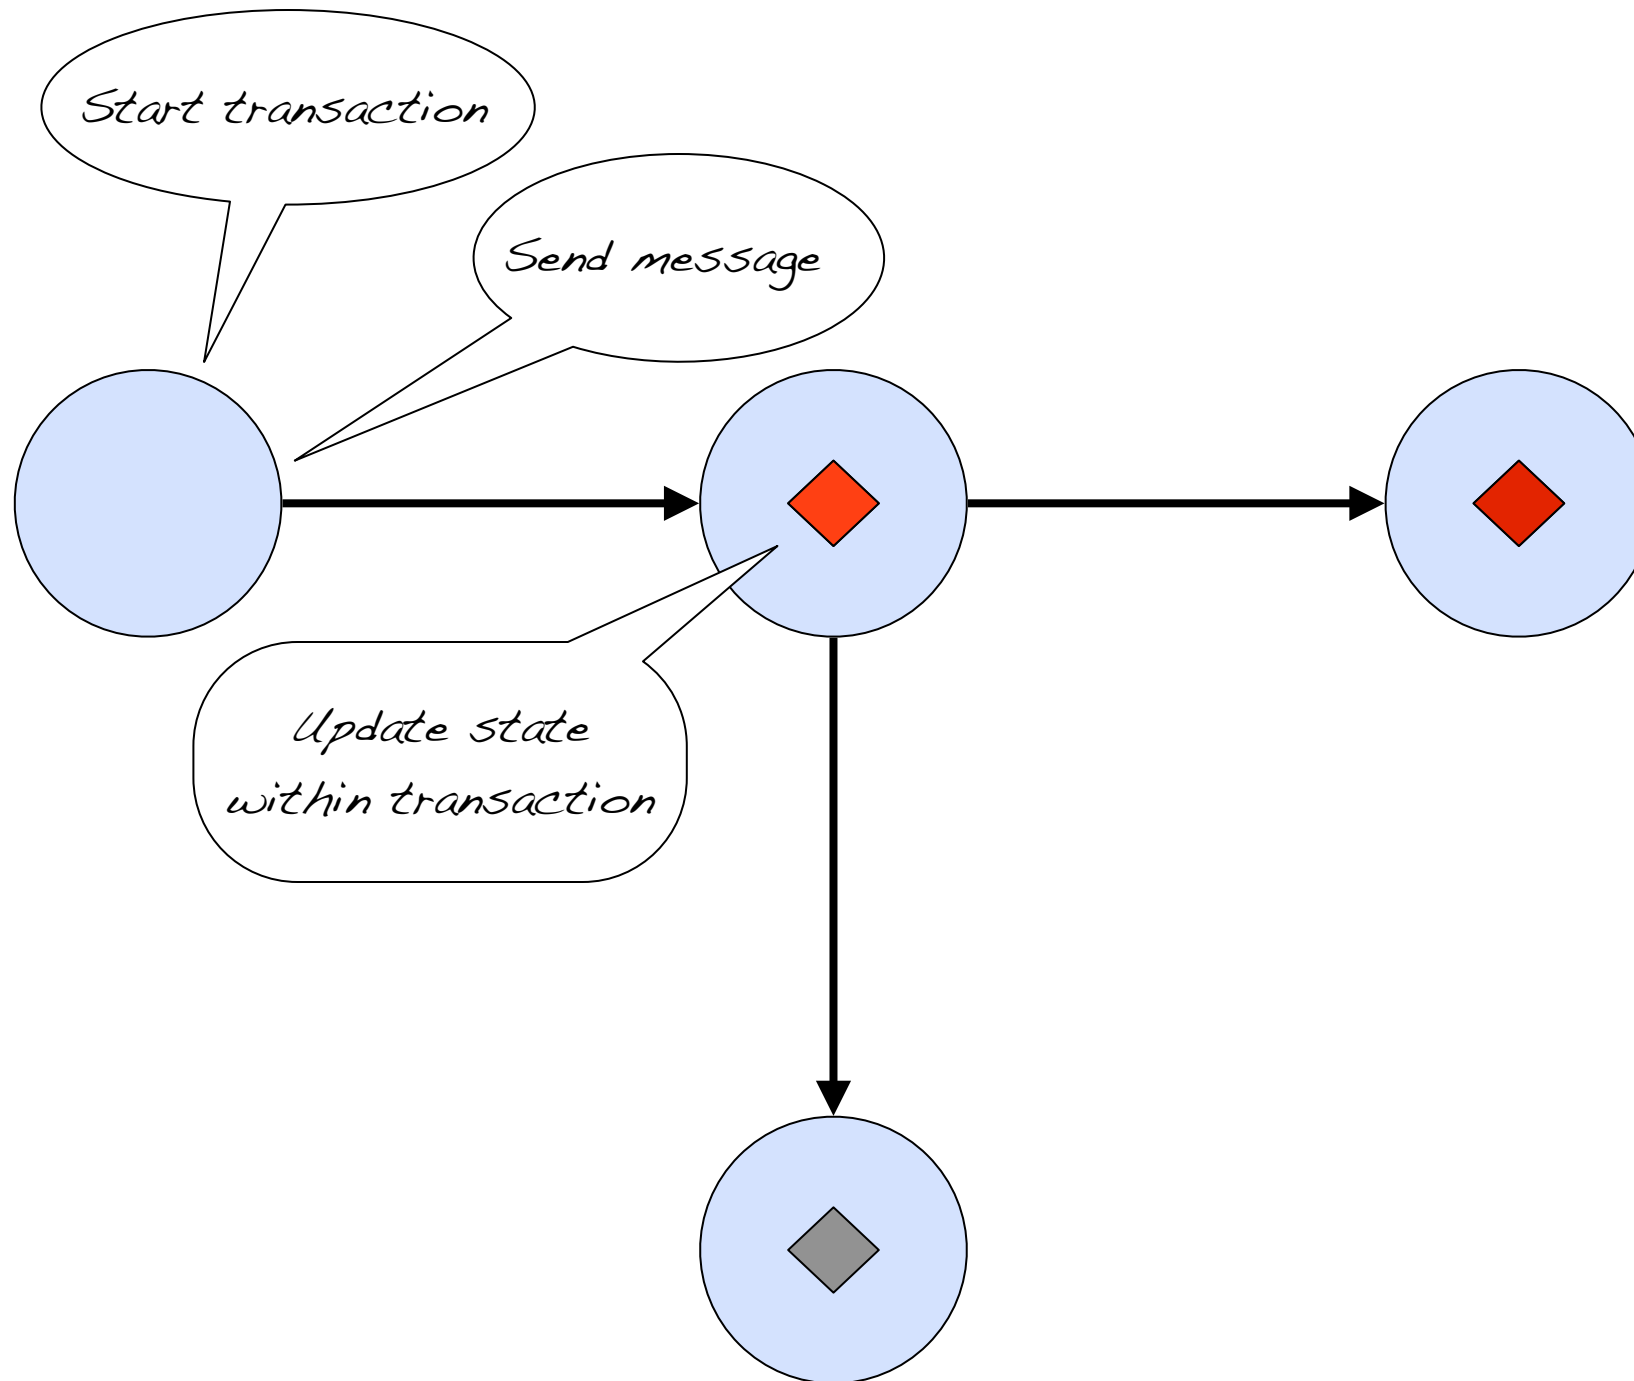 Start transaction
Send message
Update state
within transaction